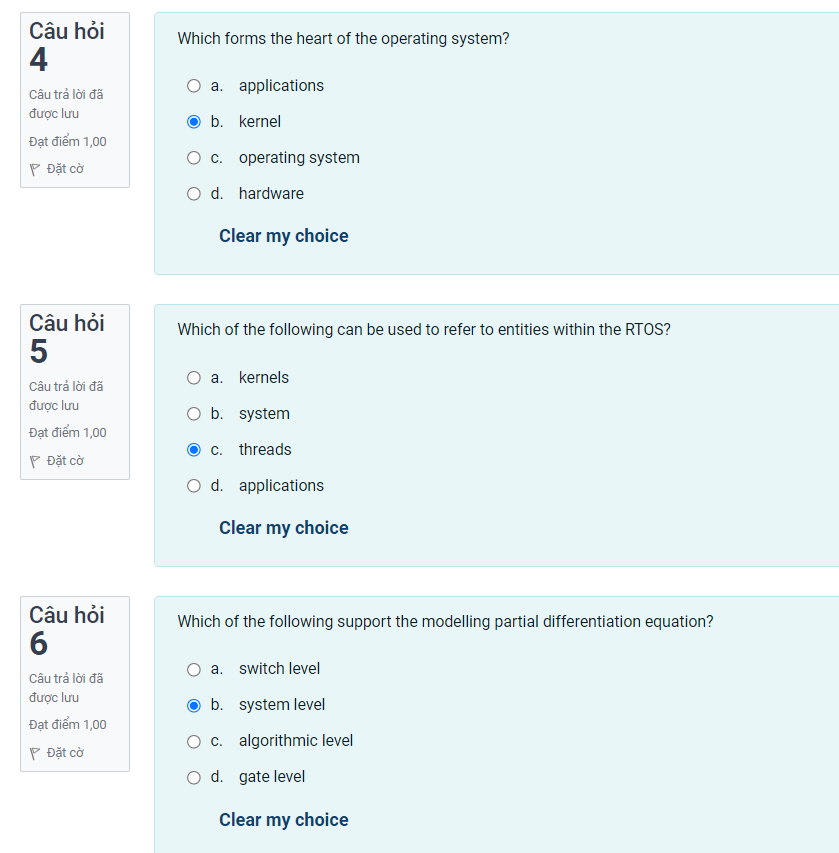 Câu hỏi
4
Câu trả lời đã
được lưu
Đạt điểm 1,00
Đặt cờ
Which forms the heart of the operating system?
a. applications
b. kernel
c. operating system
d. hardware
Clear my choice
Câu hỏi
5
Câu trả lời đã
được lưu
Đạt điểm 1,00
Đặt cờ
Which of the following can be used to refer to entities within the RTOS?
a. kernels
b. system
c. threads
d. applications
Clear my choice
Câu hỏi
6
Câu trả lời đã
được lưu
Đạt điểm 1,00
Đặt cờ
Which of the following support the modelling partial differentiation equation?
a. switch level
b. system level
c. algorithmic level
d. gate level
Clear my choice